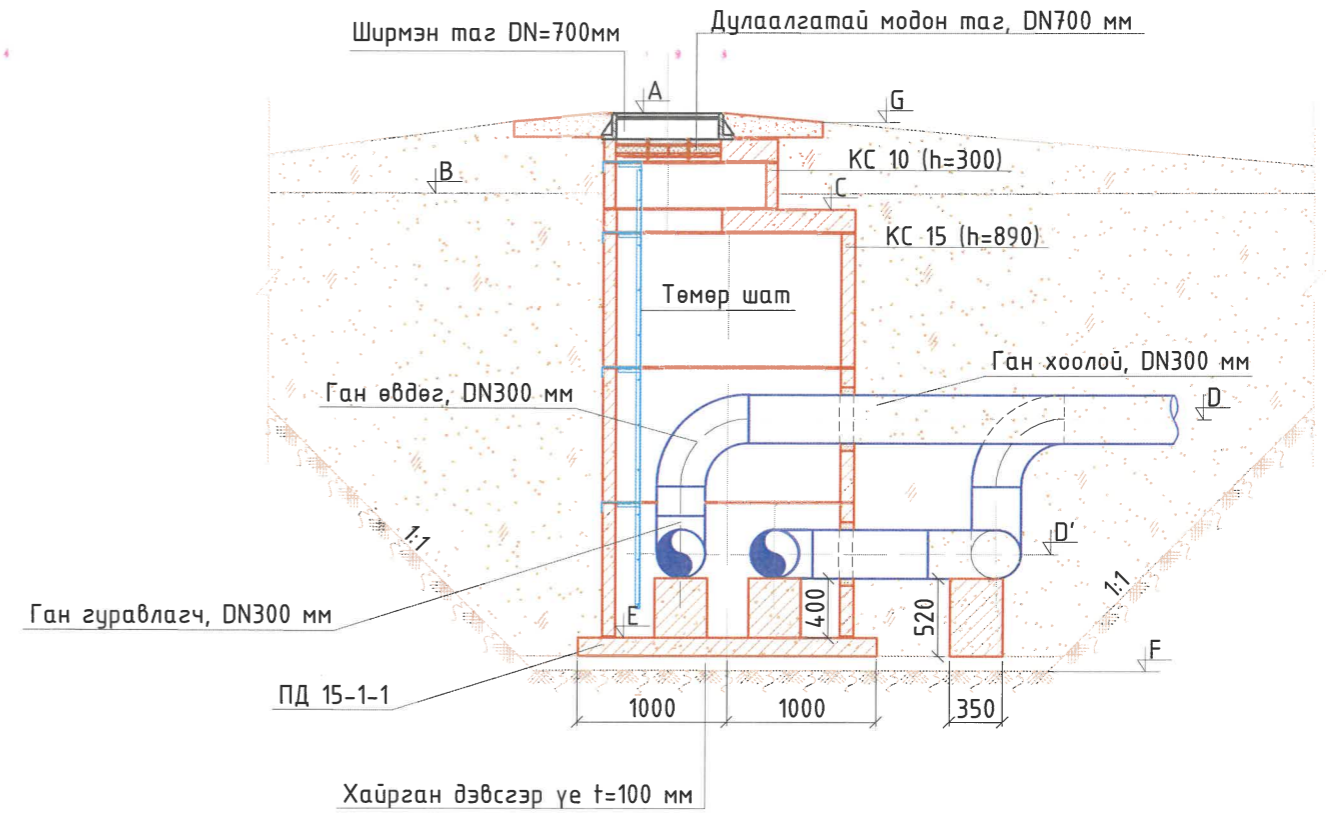 Ширмэн таг DN=700мм
Дулаалгатай модон таг, DN700 мм
A
G
КС 10 (h=300)
B
C
КС 15 (h=890)
Төмөр шат
Ган хоолой, DN300 мм
Ган өвдөг, DN300 мм
D
1:1
D'
1:1
Ган гуравлагч, DN300 мм
E
400
520
F
ПД 15-1-1
1000
1000
350
Хайрган дэвсгэр үе t=100 мм